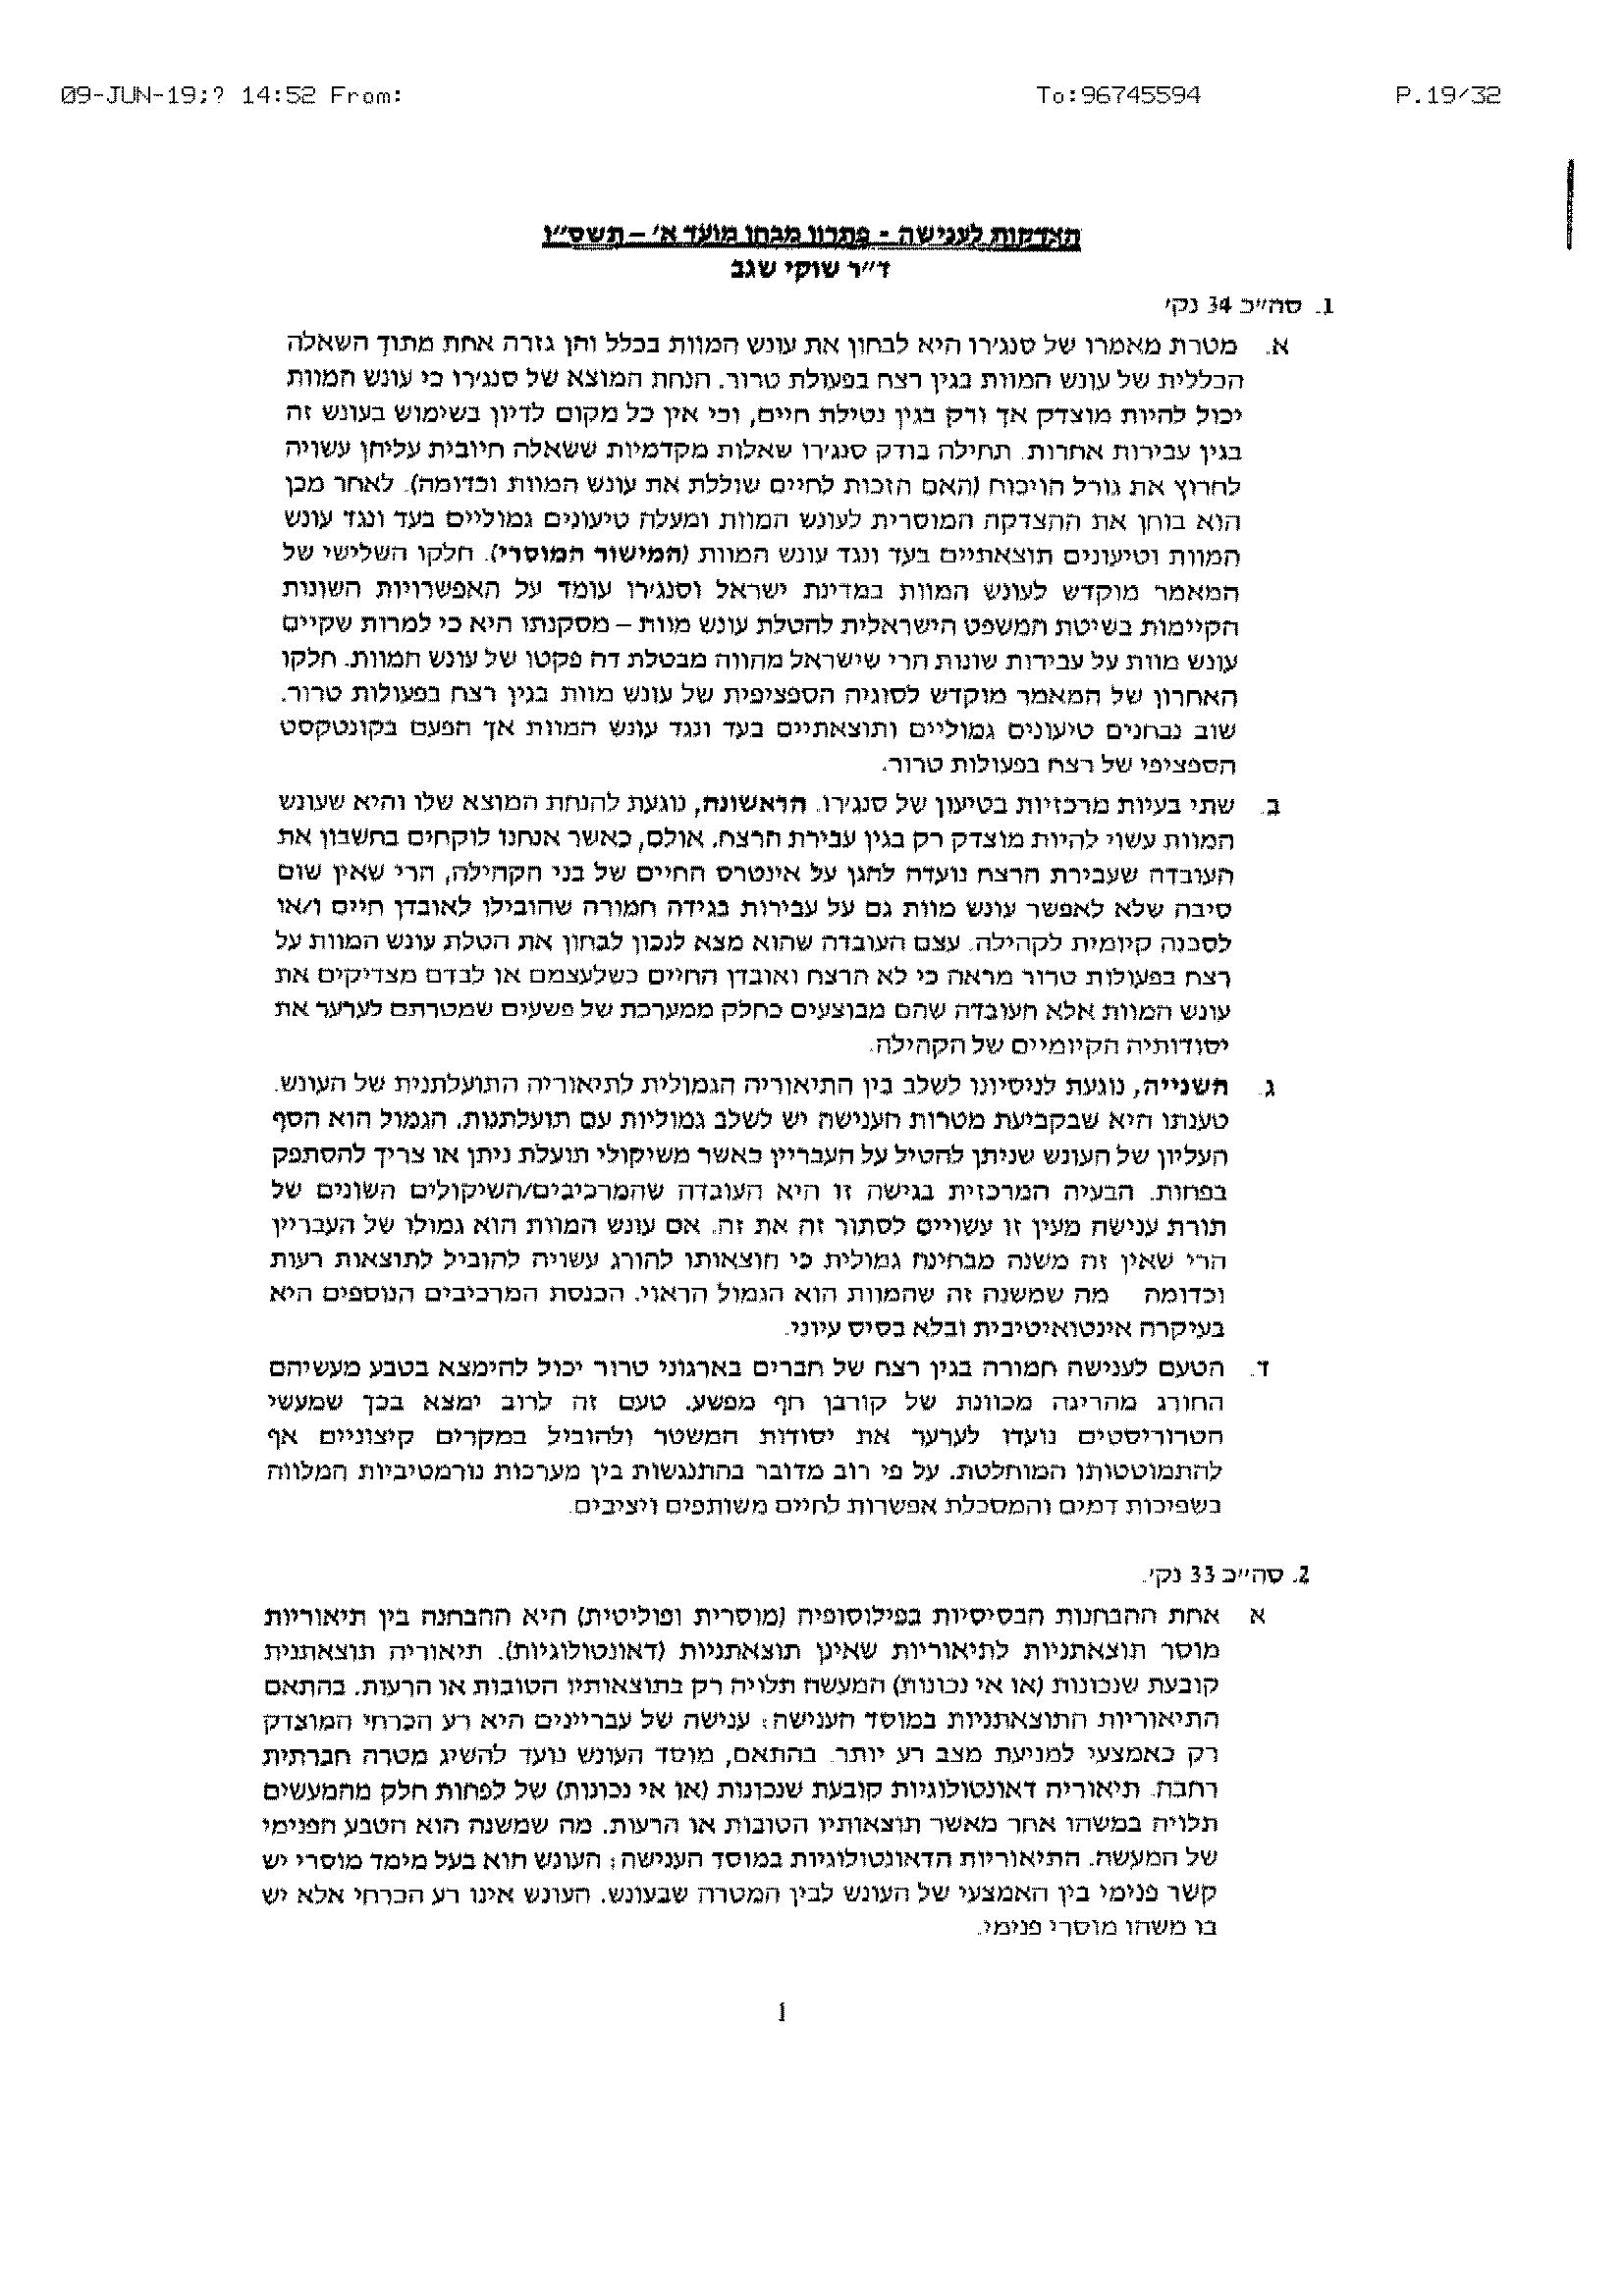 09-JUN-19;? 14:52 From: To:96745594 P.19/32
הצדקות לענישה - פתרון מבחן מועד א' – תשס"ו
ד"ר שוקי שגב
1. סה"כ 34 נק'
א. מטרת מאמרו של סנג'רו היא לבחון את עונש המוות בכלל והן גזרה אחת מתוך השאלה
הכללית של עונש המוות בגין רצח בפעולת טרור. הנחת המוצא של סנג'רו כי עונש המוות
יכול להיות מוצדק אך ורק בגין נטילת חיים, וכי אין כל מקום לדיון בשימוש בעונש זה
בגין עבירות אחרות. תחילה בודק סנג'רו שאלות מקדמיות ששאלה חיובית עליהן עשויה
לחרוץ את גורל הויכוח (האם הזכות לחיים שוללת את עונש המוות וכדומה). לאחר מכן
הוא בוחן את ההצדקה המוסרית לעונש המוות ומעלה טיעונים גמוליים בעד ונגד עונש
המוות וטיעונים תוצאתיים בעד ונגד עונש המוות (המישור המוסרי). חלקו השלישי של
המאמר מוקדש לעונש המוות במדינת ישראל וסנג'רו עומד על האפשרויות השונות
הקיימות בשיטת המשפט הישראלית להטלת עונש מוות – מסקנתו היא כי למרות שקיים
עונש מוות על עבירות שונות הרי שישראל מהווה מבטלת דה פקטו של עונש המוות. חלקו
האחרון של המאמר מוקדש לסוגיה הספציפית של עונש מוות בגין רצח בפעולות טרור.
שוב נבחנים טיעונים גמוליים ותוצאתיים בעד ונגד עונש המוות אך הפעם בקונטקסט
הספציפי של רצח בפעולות טרור.
ב. שתי בעיות מרכזיות בטיעון של סנג'רו. הראשונה, נוגעת להנחת המוצא שלו והיא שעונש
המוות עשוי להיות מוצדק רק בגין עבירת הרצח. אולם, כאשר אנחנו לוקחים בחשבון את
העובדה שעבירת הרצח נועדה להגן על אינטרס החיים של בני הקהילה, הרי שאין שום
סיבה שלא לאפשר עונש מוות גם על עבירות בגידה חמורה שהובילו לאובדן חיים ו/או
לסכנה קיומית לקהילה. עצם העובדה שהוא מצא לנכון לבחון את הטלת עונש המוות על
רצח בפעולות טרור מראה כי לא הרצח ואובדן החיים כשלעצמם או לבדם מצדיקים את
עונש המוות אלא העובדה שהם מבוצעים כחלק ממערכת של פשעים שמטרתם לערער את
יסודותיה הקיומיים של הקהילה.
ג. השנייה, נוגעת לניסיונו לשלב בין התיאוריה הגמולית לתיאוריה התועלתנית של העונש.
טענתו היא שבקביעת מטרות הענישה יש לשלב גמוליות עם תועלתנות. הגמול הוא הסף
העליון של העונש שניתן להטיל על העבריין כאשר משיקולי תועלת ניתן או צריך להסתפק
בפחות. הבעיה המרכזית בגישה זו היא העובדה שהמרכיבים/השיקולים השונים של
תורת ענישה מעין זו עשויים לסתור זה את זה. אם עונש המוות הוא גמולו של העבריין
הרי שאין זה משנה מבחינה גמולית כי הוצאתו להורג עשויה להוביל לתוצאות רעות
וכדומה מה שמשנה זה שהמוות הוא הגמול הראוי. הכנסת המרכיבים הנוספים היא
בעיקרה אינטואיטיבית ובלא בסיס עיוני.
ד. הטעם לענישה חמורה בגין רצח של חברים בארגוני טרור יכול להימצא בטבע מעשיהם
החורג מהריגה מכוונת של קורבן חף מפשע. טעם זה לרוב ימצא בכך שמעשי
הטרוריסטים נועדו לערער את יסודות המשטר ולהוביל במקרים קיצוניים אף
להתמוטטותו המוחלטת. על פי רוב מדובר בהתנגשות בין מערכות נורמטיביות המלווה
בשפיכות דמים והמסכלת אפשרות לחיים משותפים ויציבים.
2. סה"כ 33 נק'.
א אחת ההבחנות הבסיסיות בפילוסופיה (מוסרית ופוליטית) היא ההבחנה בין תיאוריות
מוסר תוצאתניות לתיאוריות שאינן תוצאתניות (דאונטולוגיות). תיאוריה תוצאתנית
קובעת שנכונות (או אי נכונות) המעשה תלויה רק בתוצאותיו הטובות או הרעות. בהתאם
התיאוריות התוצאתניות במוסד הענישה: ענישה של עבריינים היא רע הכרחי המוצדק
רק כאמצעי למניעת מצב רע יותר. בהתאם, מוסד העונש נועד להשיג מטרה חברתית
רחבה. תיאוריה דאונטולוגיות קובעת שנכונות (או אי נכונות) של לפחות חלק מהמעשים
תלויה במשהו אחר מאשר תוצאותיו הטובות או הרעות. מה שמשנה הוא הטבע הפנימי
של המעשה. התיאוריות הדאונטולוגיות במוסד הענישה: העונש הוא בעל מימד מוסרי יש
קשר פנימי בין האמצעי של העונש לבין המטרה שבעונש. העונש אינו רע הכרחי אלא יש
בו משהו מוסרי פנימי.
1